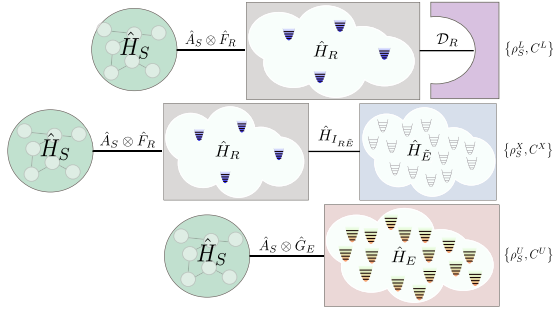 Ĥ_S Â_S ⊗ F̂_R Ĥ_R 𝒟_R {ρ_S^L, C^L}
Ĥ_S Â_S ⊗ F̂_R Ĥ_R Ĥ_{I_{RẼ}} Ĥ_Ẽ {ρ_S^X, C^X}
Ĥ_S Â_S ⊗ Ĝ_E Ĥ_E {ρ_S^U, C^U}